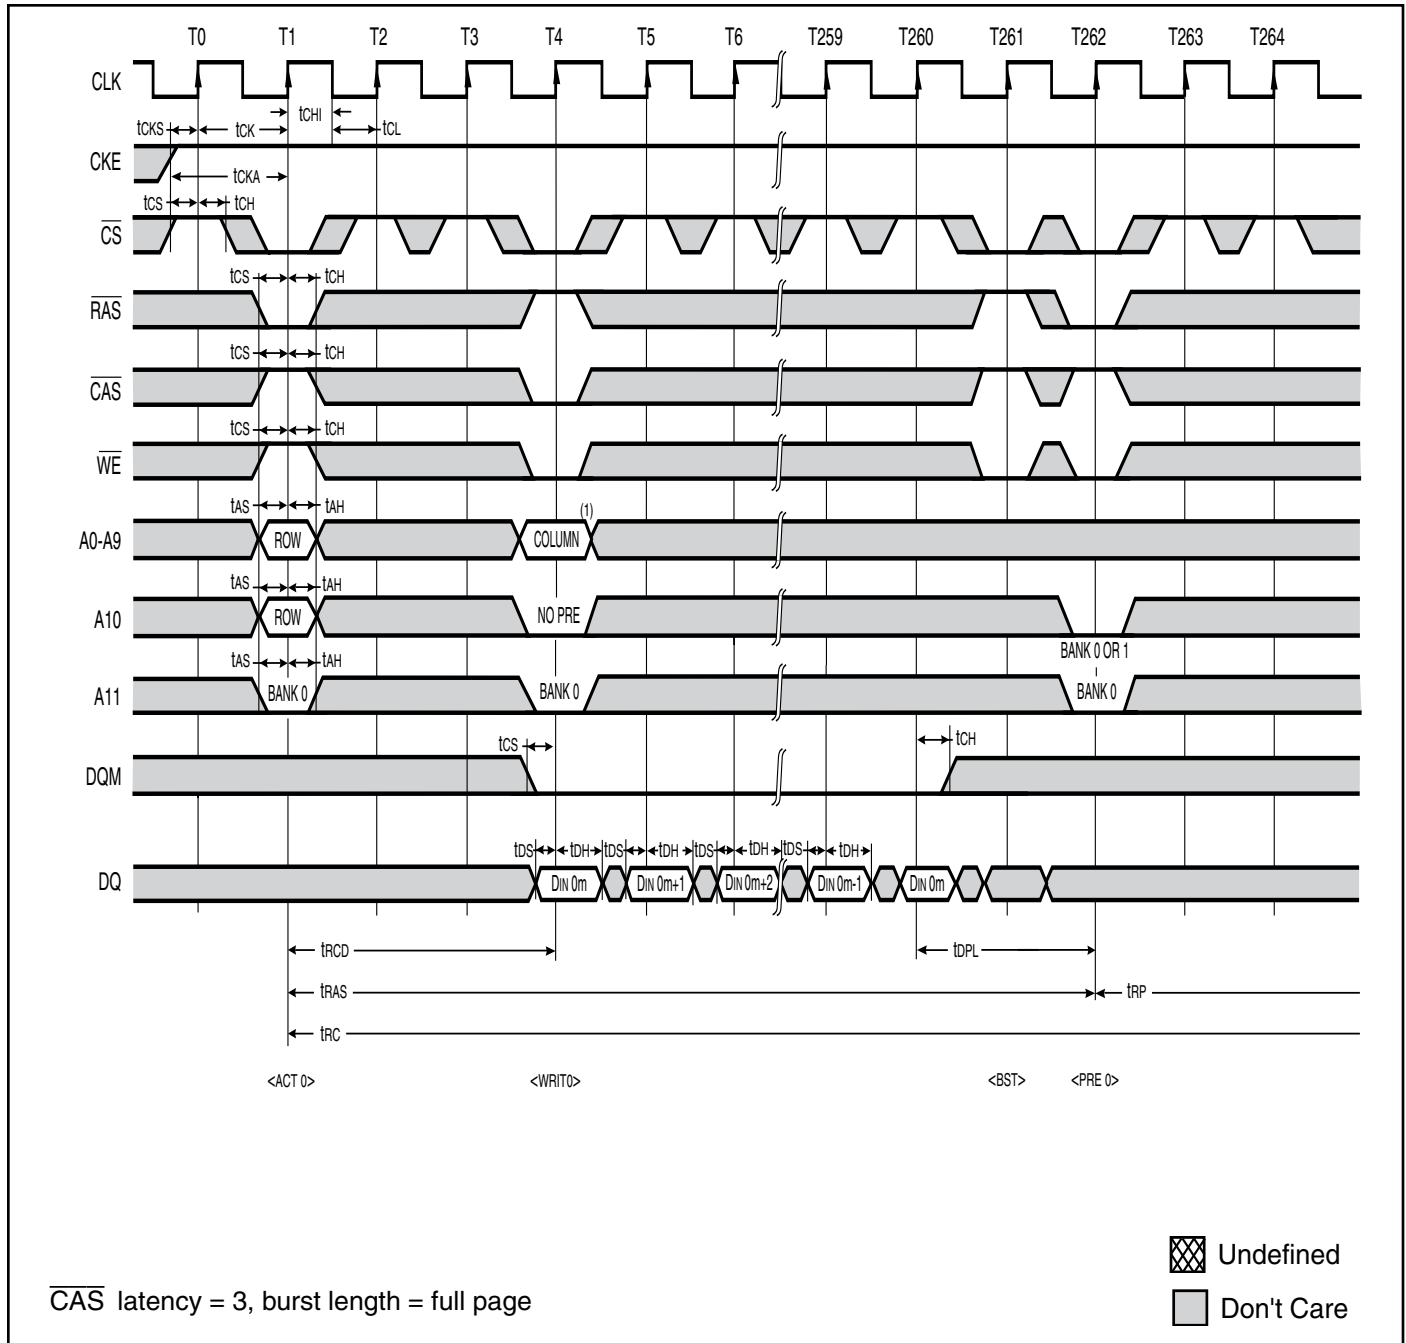 T0 T1 T2 T3 T4 T5 T6 T259 T260 T261 T262 T263 T264
CLK
tCHI
tCKS tCK tCL
CKE
tCKA
tCS tCH
CS
tCS tCH
RAS
tCS tCH
CAS
tCS tCH
WE
tAS tAH (1)
A0-A9 ROW COLUMN
tAS tAH
A10 ROW NO PRE
BANK 0 OR 1
tAS tAH
A11 BANK 0 BANK 0 BANK 0
tCS tCH
DQM
tDS tDH tDS tDH tDS tDH tDS tDH
DQ DIN 0m DIN 0m+1 DIN 0m+2 DIN 0m-1 DIN 0m
tRCD tDPL
tRAS tRP
tRC
<ACT 0> <WRIT0> <BST> <PRE 0>
Undefined
CAS latency = 3, burst length = full page
Don't Care